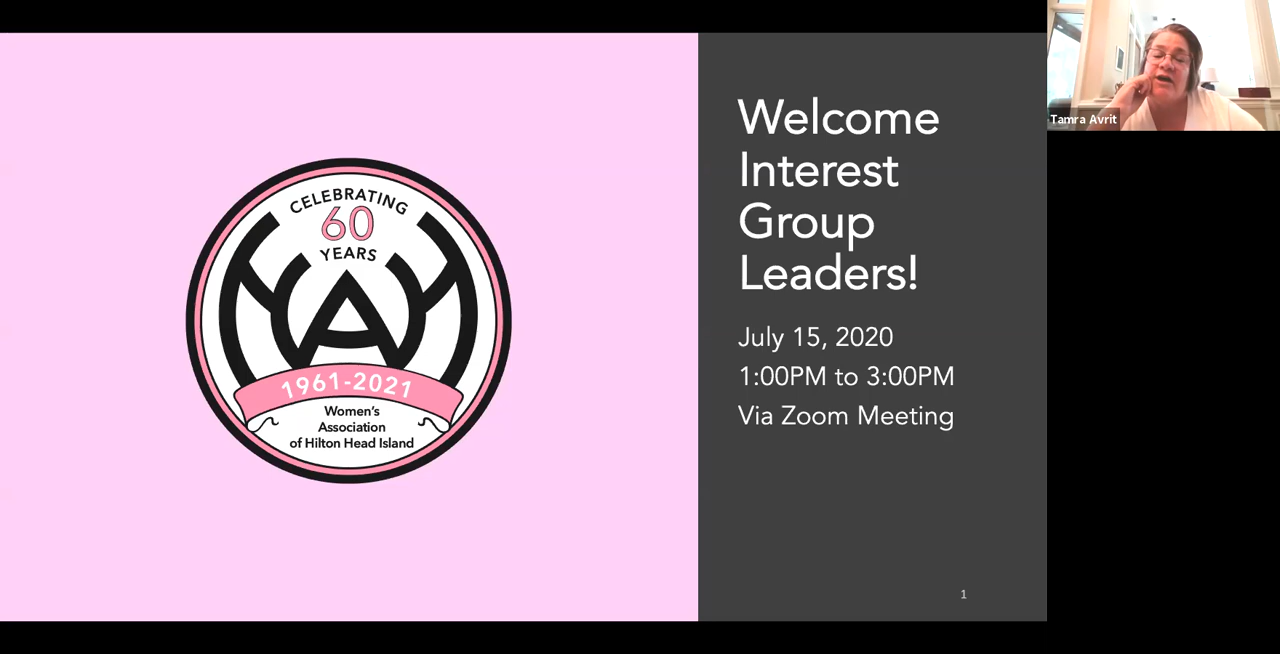 CELEBRATING
60
YEARS
1961-2021
Women's
Association
of Hilton Head Island
Welcome
Interest
Group
Leaders!
July 15, 2020
1:00PM to 3:00PM
Via Zoom Meeting
1
Tamra Avrit